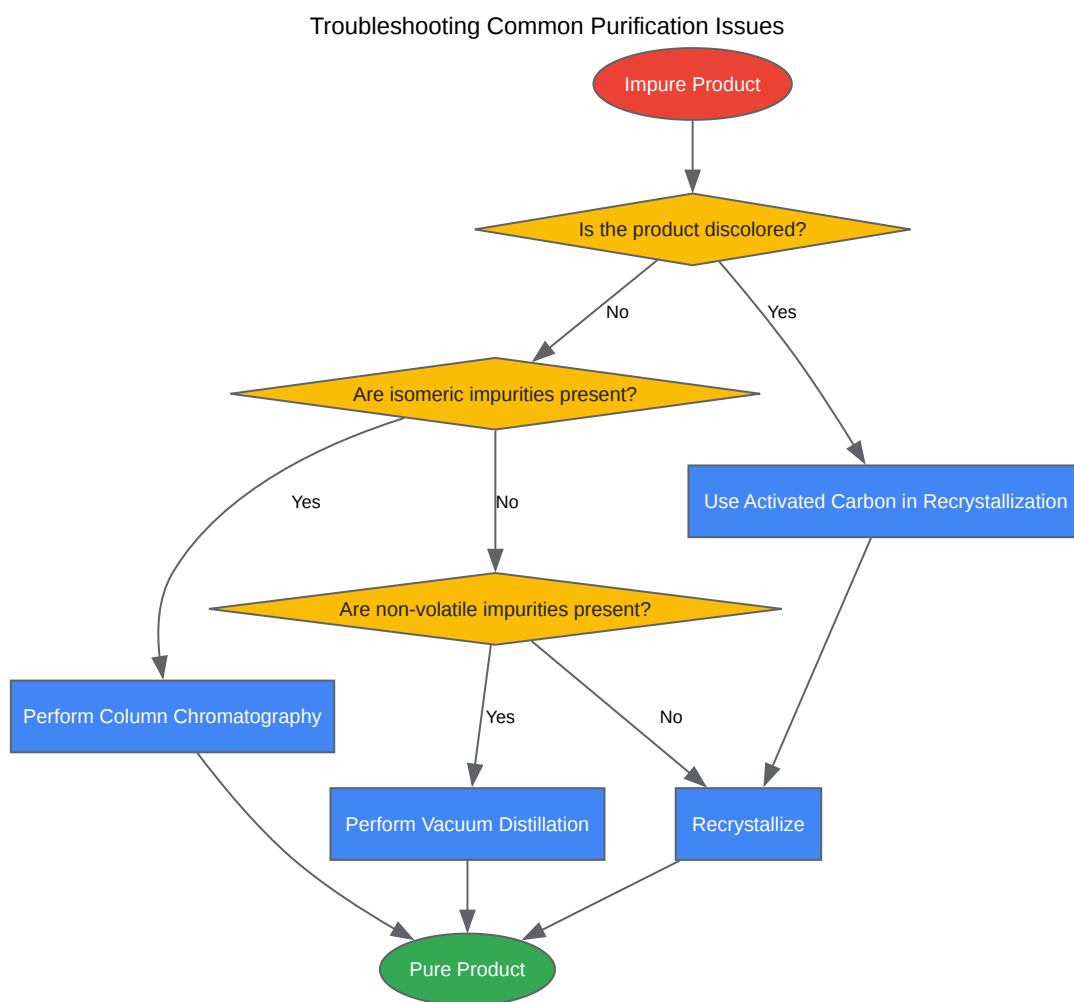 Troubleshooting Common Purification Issues
Impure Product
Is the product discolored?
No
Yes
Are isomeric impurities present?
Yes
No
Use Activated Carbon in Recrystallization
Are non-volatile impurities present?
Perform Column Chromatography
Yes
No
Perform Vacuum Distillation
Recrystallize
Pure Product